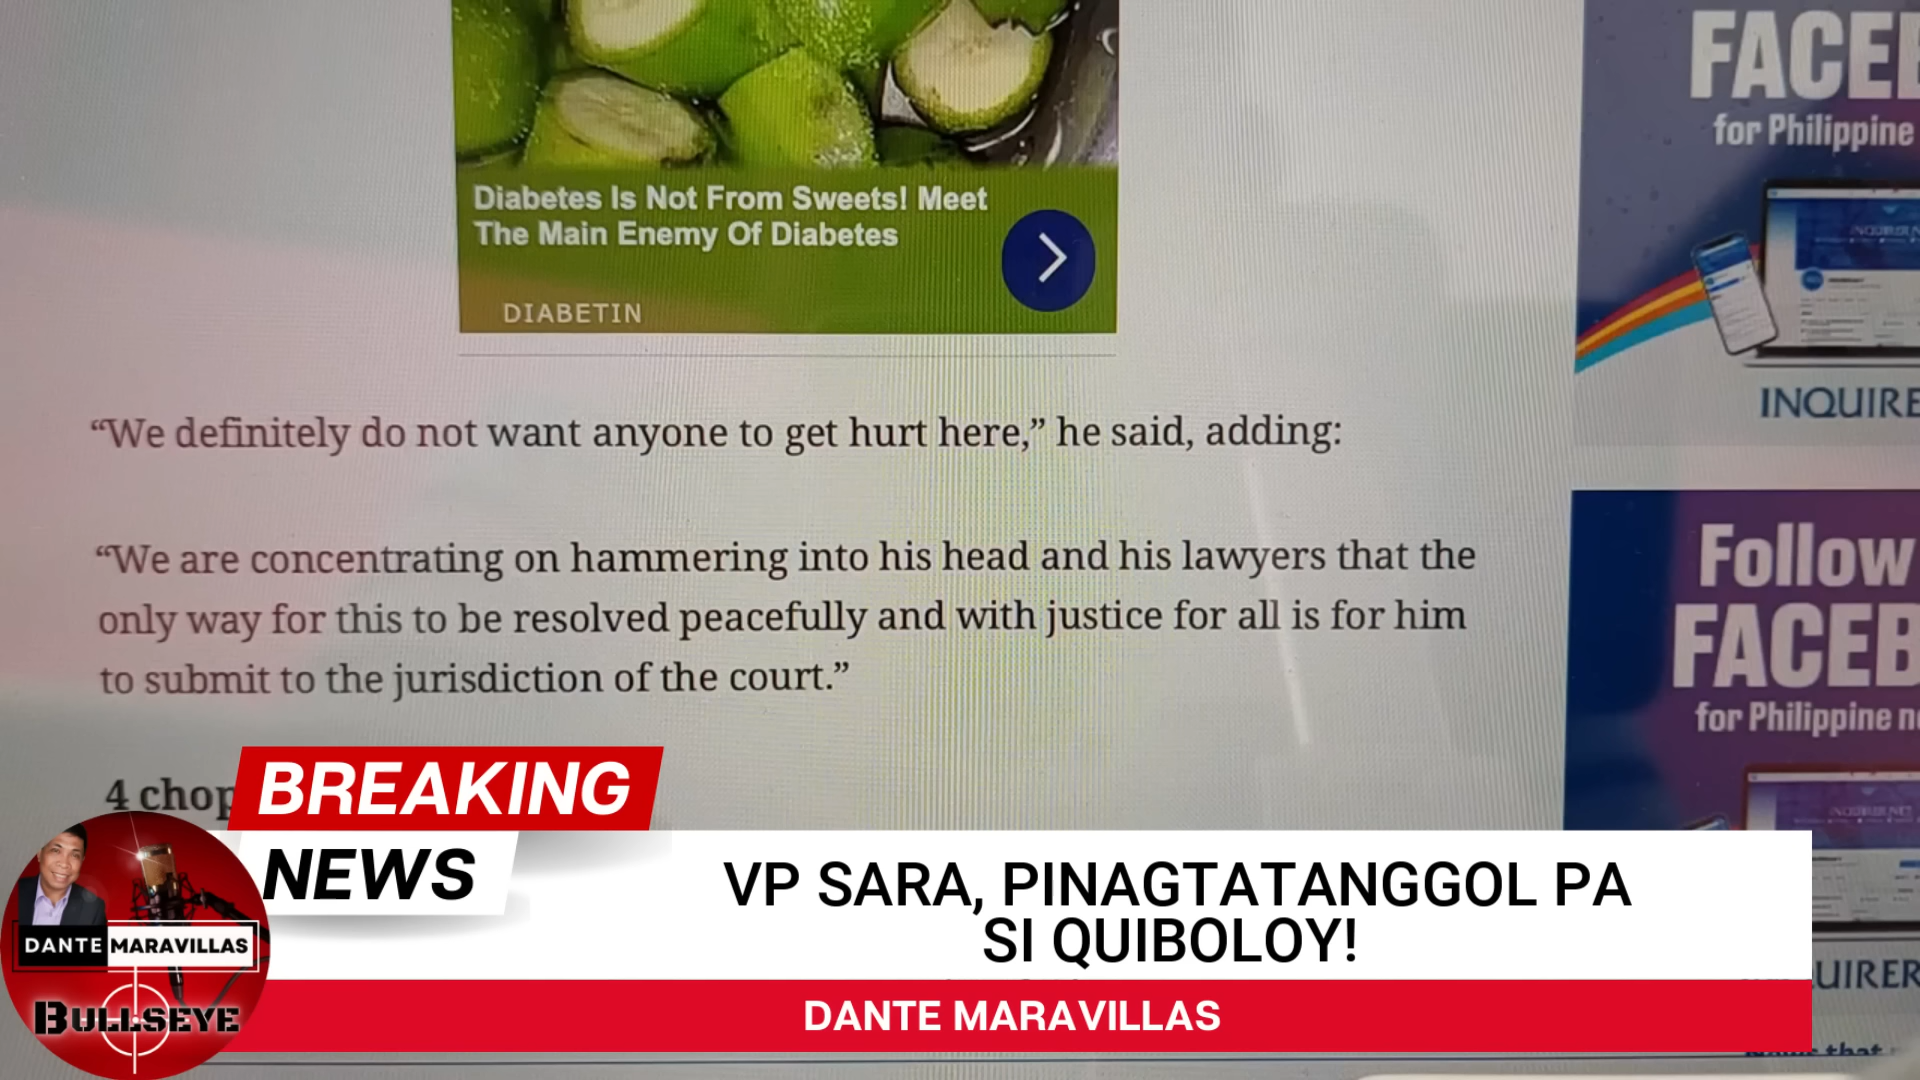 Diabetes Is Not From Sweets! Meet
The Main Enemy Of Diabetes
DIABETIN
for Philippine
“We definitely do not want anyone to get hurt here,” he said, adding:
“We are concentrating on hammering into his head and his lawyers that the
only way for this to be resolved peacefully and with justice for all is for him
to submit to the jurisdiction of the court.”
4 chop
Follow
FACEB
for Philippine
BREAKING
NEWS
VP SARA, PINAGTATANGGOL PA
SI QUIBOLOY!
DANTE MARAVILLAS
DANTE MARAVILLAS
BULLSEYE